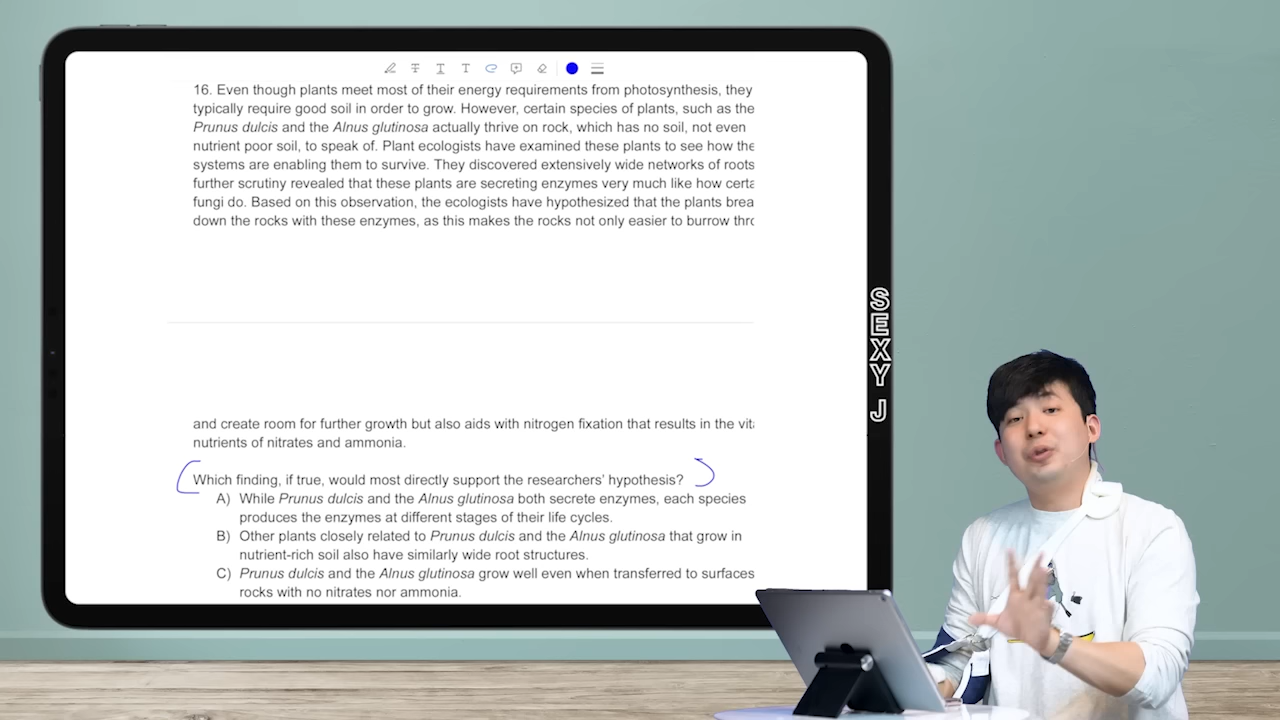 16. Even though plants meet most of their energy requirements from photosynthesis, they
typically require good soil in order to grow. However, certain species of plants, such as the
Prunus dulcis and the Alnus glutinosa actually thrive on rock, which has no soil, not even
nutrient poor soil, to speak of. Plant ecologists have examined these plants to see how the
systems are enabling them to survive. They discovered extensively wide networks of roots
further scrutiny revealed that these plants are secreting enzymes very much like how certa
fungi do. Based on this observation, the ecologists have hypothesized that the plants brea
down the rocks with these enzymes, as this makes the rocks not only easier to burrow thro
and create room for further growth but also aids with nitrogen fixation that results in the vita
nutrients of nitrates and ammonia.
Which finding, if true, would most directly support the researchers' hypothesis?
A) While Prunus dulcis and the Alnus glutinosa both secrete enzymes, each species
produces the enzymes at different stages of their life cycles.
B) Other plants closely related to Prunus dulcis and the Alnus glutinosa that grow in
nutrient-rich soil also have similarly wide root structures.
C) Prunus dulcis and the Alnus glutinosa grow well even when transferred to surfaces
rocks with no nitrates nor ammonia.
SEXY J